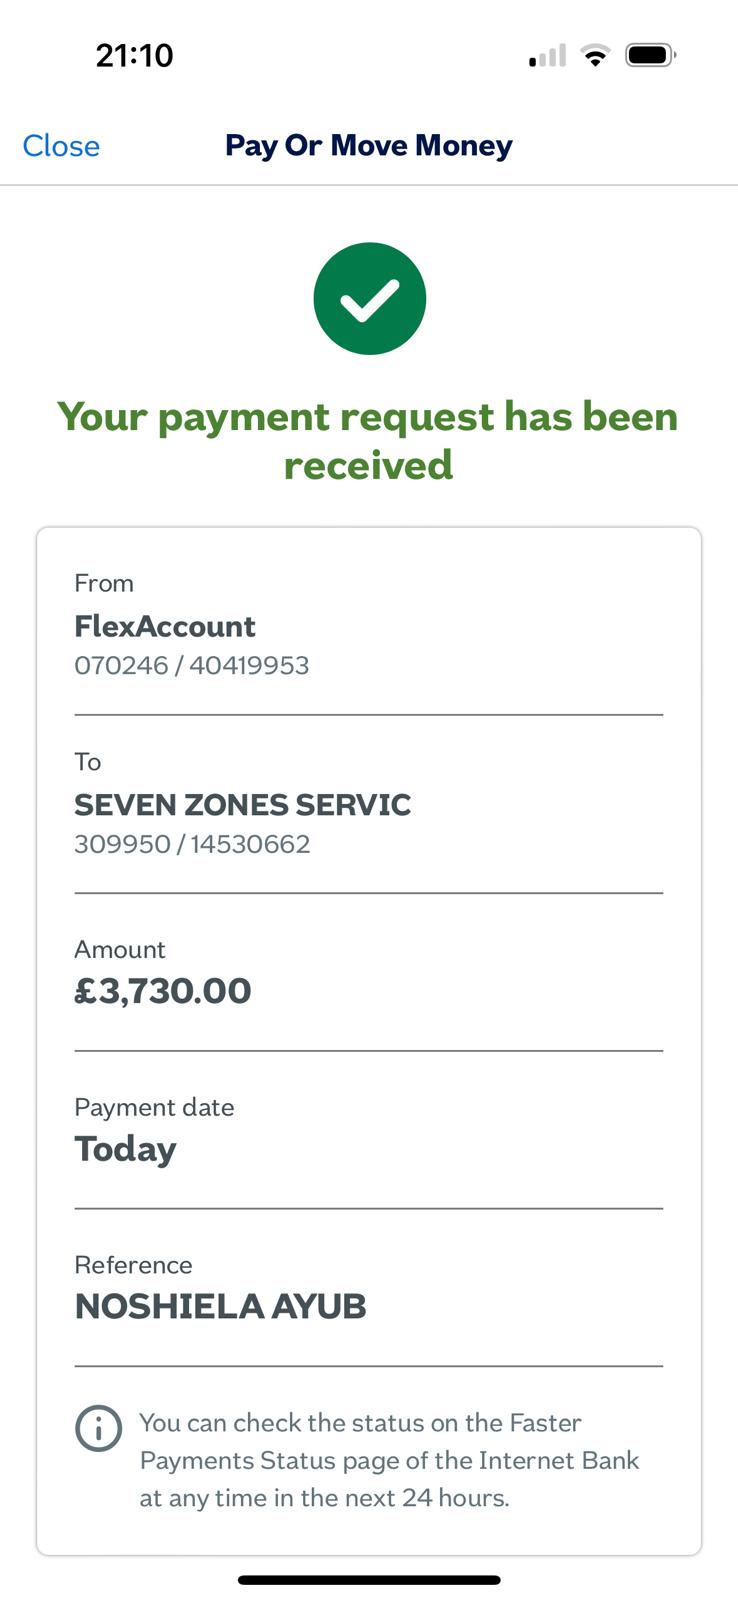 21:10
Close
Pay Or Move Money
Your payment request has been
received
From
FlexAccount
070246 / 40419953
To
SEVEN ZONES SERVIC
309950 / 14530662
Amount
£3,730.00
Payment date
Today
Reference
NOSHIELA AYUB
You can check the status on the Faster
Payments Status page of the Internet Bank
at any time in the next 24 hours.